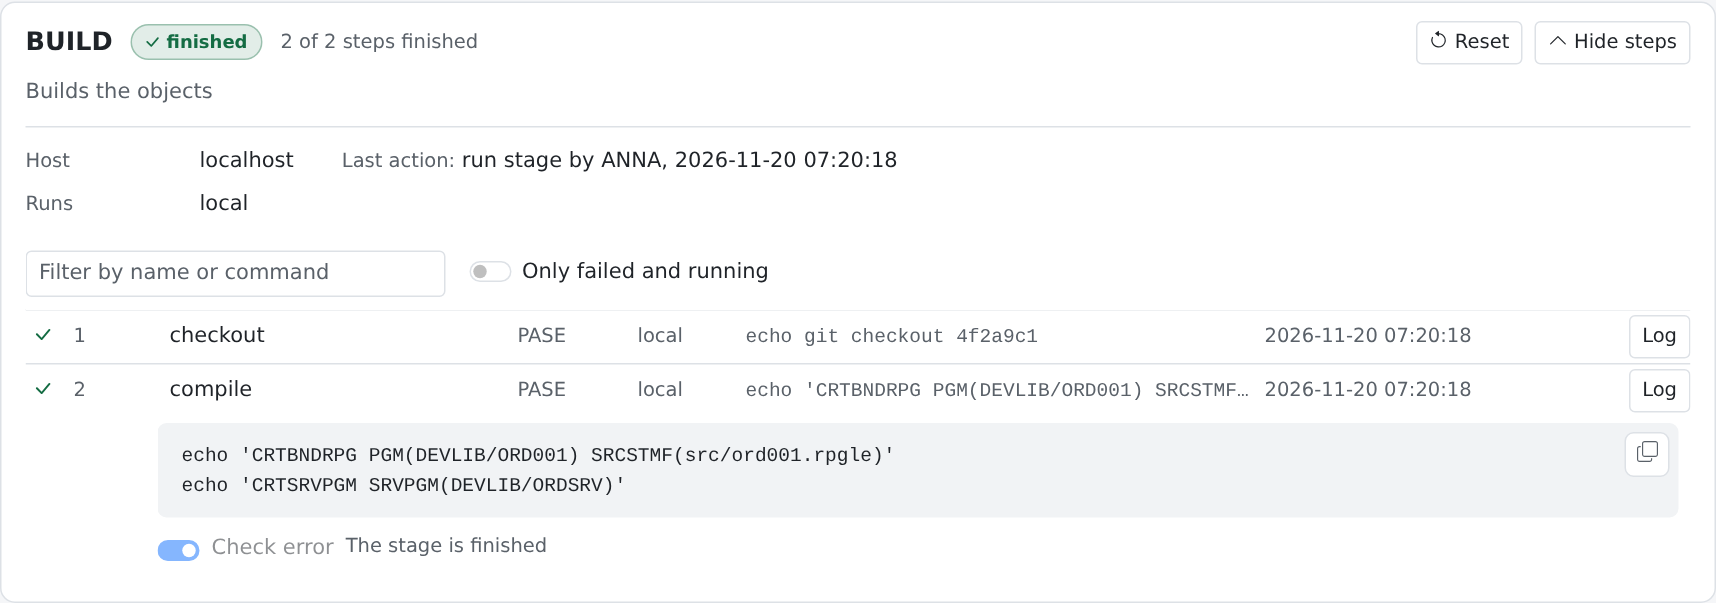 BUILD finished 2 of 2 steps finished Reset Hide steps
Builds the objects
Host localhost Last action: run stage by ANNA, 2026-11-20 07:20:18
Runs local
Filter by name or command Only failed and running
1 checkout PASE local echo git checkout 4f2a9c1 2026-11-20 07:20:18 Log
2 compile PASE local echo 'CRTBNDRPG PGM(DEVLIB/ORD001) SRCSTMF… 2026-11-20 07:20:18 Log
echo 'CRTBNDRPG PGM(DEVLIB/ORD001) SRCSTMF(src/ord001.rpgle)'
echo 'CRTSRVPGM SRVPGM(DEVLIB/ORDSRV)'
Check error The stage is finished